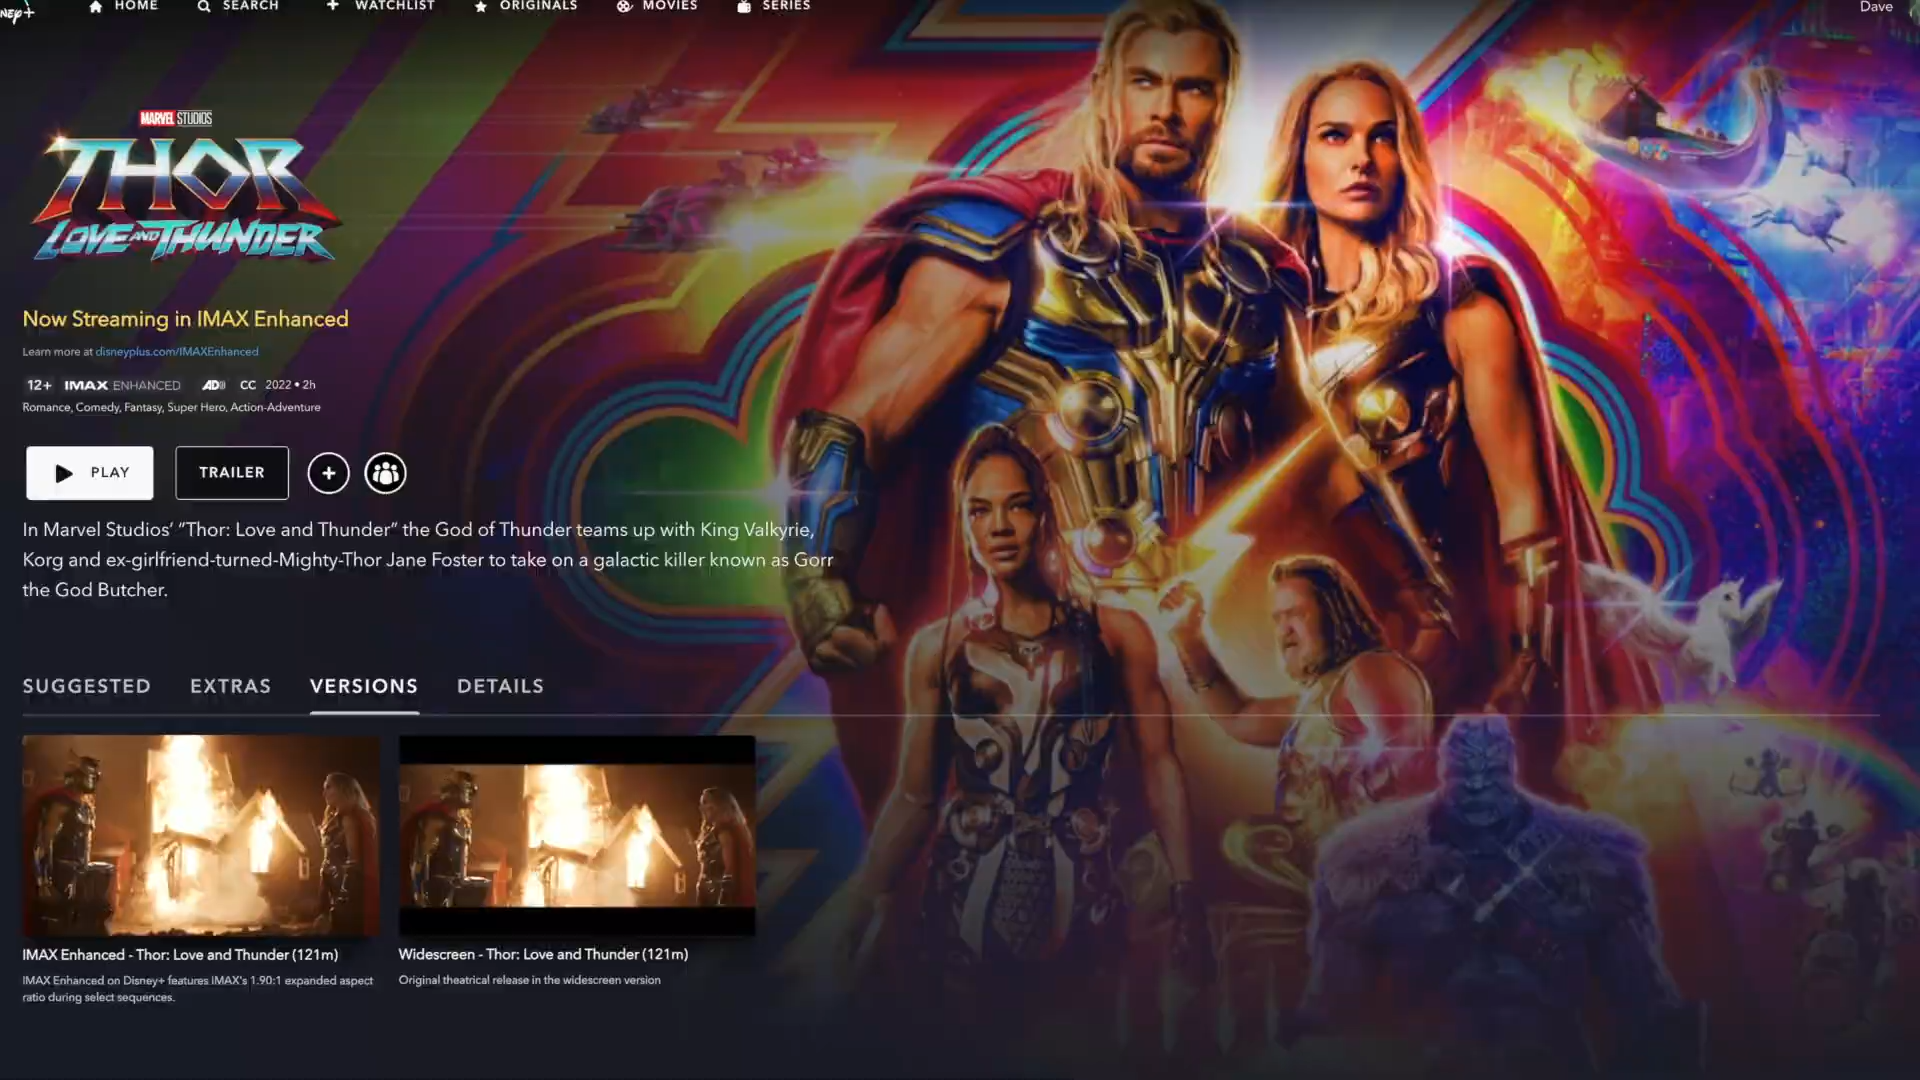 NEY+
HOME
SEARCH
WATCHLIST
ORIGINALS
MOVIES
SERIES
Dave
MARVEL STUDIOS
THOR
LOVE AND THUNDER
Now Streaming in IMAX Enhanced
Learn more at disneyplus.com/IMAXEnhanced
12+ IMAX ENHANCED AD CC 2022 • 2h
Romance, Comedy, Fantasy, Super Hero, Action-Adventure
PLAY
TRAILER
In Marvel Studios’ “Thor: Love and Thunder” the God of Thunder teams up with King Valkyrie,
Korg and ex-girlfriend-turned-Mighty-Thor Jane Foster to take on a galactic killer known as Gorr
the God Butcher.
SUGGESTED
EXTRAS
VERSIONS
DETAILS
IMAX Enhanced - Thor: Love and Thunder (121m)
IMAX Enhanced on Disney+ features IMAX's 1.90:1 expanded aspect
ratio during select sequences.
Widescreen - Thor: Love and Thunder (121m)
Original theatrical release in the widescreen version